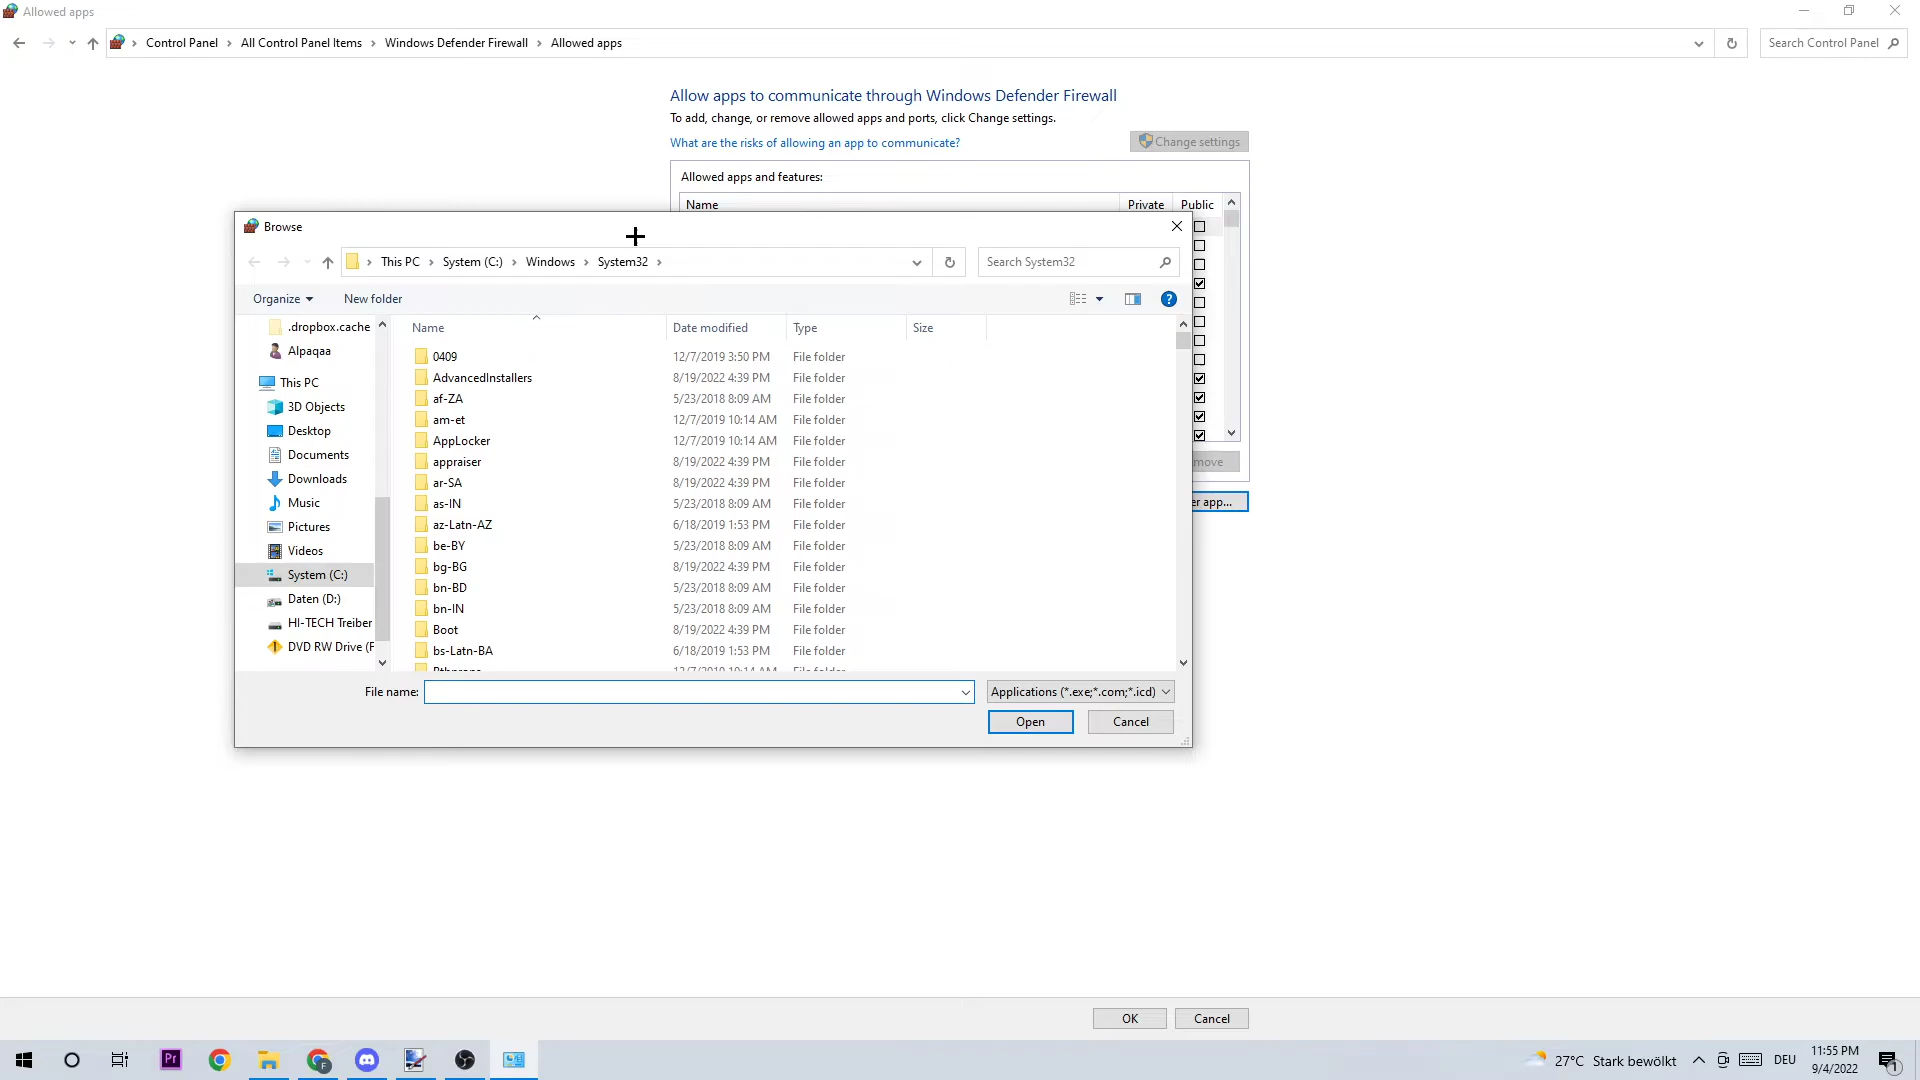 Allowed apps
Control Panel
All Control Panel Items
Windows Defender Firewall
Allowed apps
Search Control Panel
Allow apps to communicate through Windows Defender Firewall
To add, change, or remove allowed apps and ports, click Change settings.
What are the risks of allowing an app to communicate?
Change settings
Allowed apps and features:
Name Private Public
Browse
This PC
System (C:)
Windows
System32
Search System32
Organize
New folder
?
.dropbox.cache
Alpaqaa
This PC
3D Objects
Desktop
Documents
Downloads
Music
Pictures
Videos
System (C:)
Daten (D:)
HI-TECH Treiber
DVD RW Drive (F
Name Date modified Type Size
0409 12/7/2019 3:50 PM File folder
AdvancedInstallers 8/19/2022 4:39 PM File folder
af-ZA 5/23/2018 8:09 AM File folder
am-et 12/7/2019 10:14 AM File folder
AppLocker 12/7/2019 10:14 AM File folder
appraiser 8/19/2022 4:39 PM File folder
ar-SA 8/19/2022 4:39 PM File folder
as-IN 5/23/2018 8:09 AM File folder
az-Latn-AZ 6/18/2019 1:53 PM File folder
be-BY 5/23/2018 8:09 AM File folder
bg-BG 8/19/2022 4:39 PM File folder
bn-BD 5/23/2018 8:09 AM File folder
bn-IN 5/23/2018 8:09 AM File folder
Boot 8/19/2022 4:39 PM File folder
bs-Latn-BA 6/18/2019 1:53 PM File folder
move
er app...
File name:
Applications (*.exe;*.com;*.icd)
Open
Cancel
OK
Cancel
Pr
F
27°C Stark bewölkt
DEU
11:55 PM
9/4/2022
1